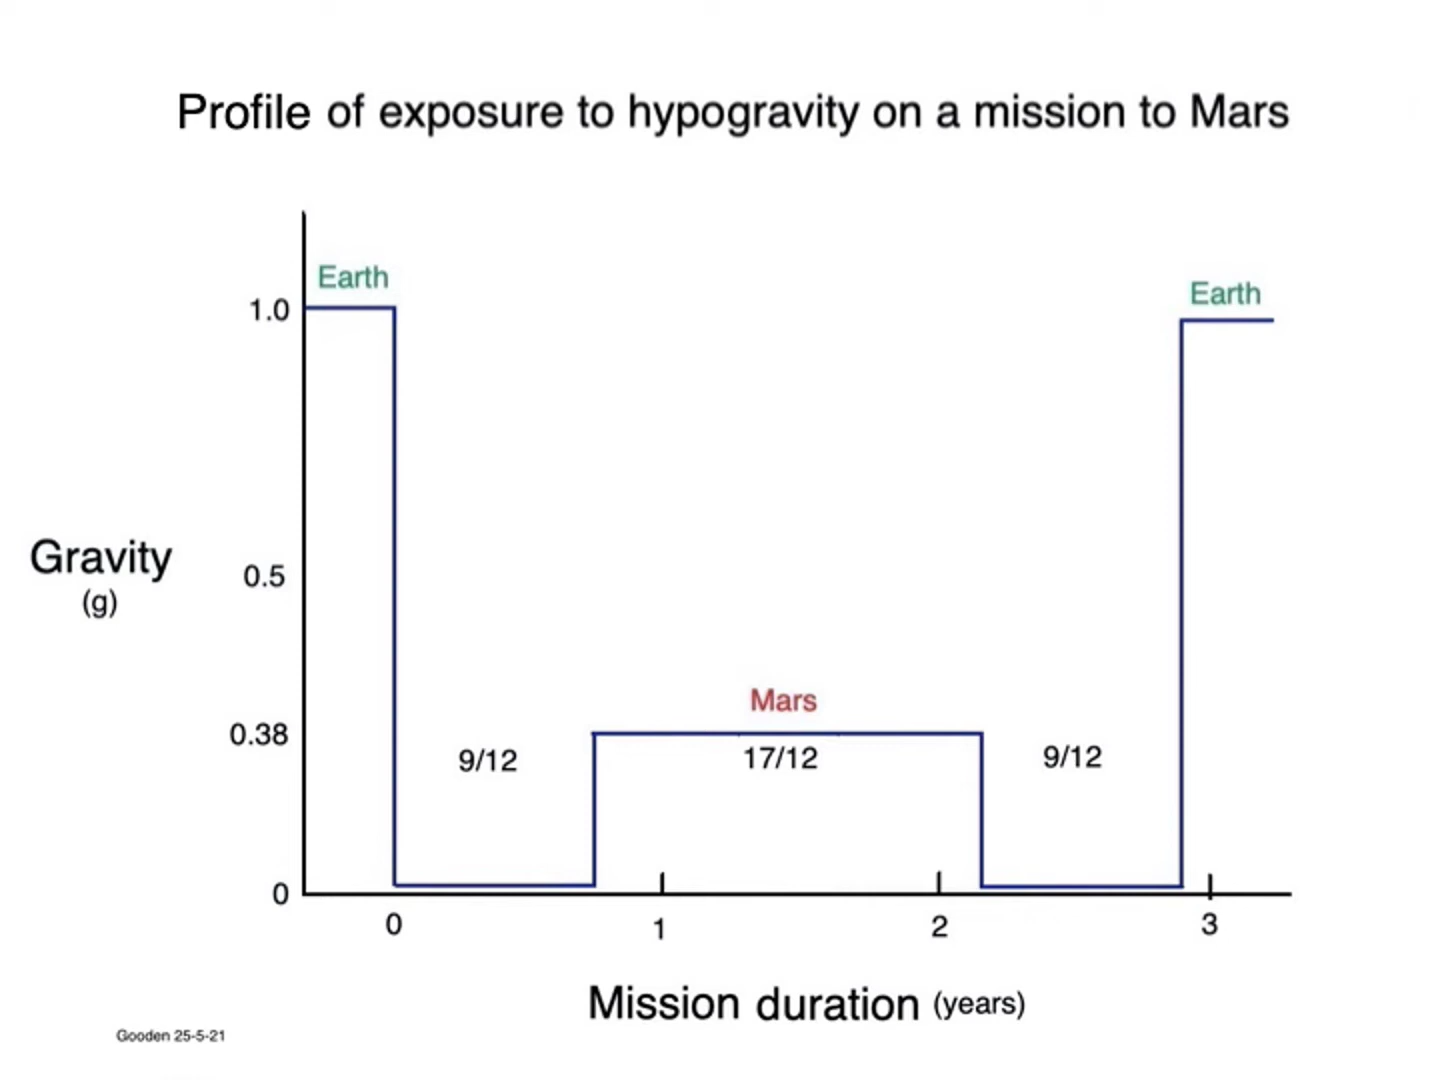 Profile of exposure to hypogravity on a mission to Mars
Earth
Earth
1.0
Gravity
(g)
0.5
Mars
0.38
9/12
17/12
9/12
0
0
1
2
3
Mission duration (years)
Gooden 25-5-21